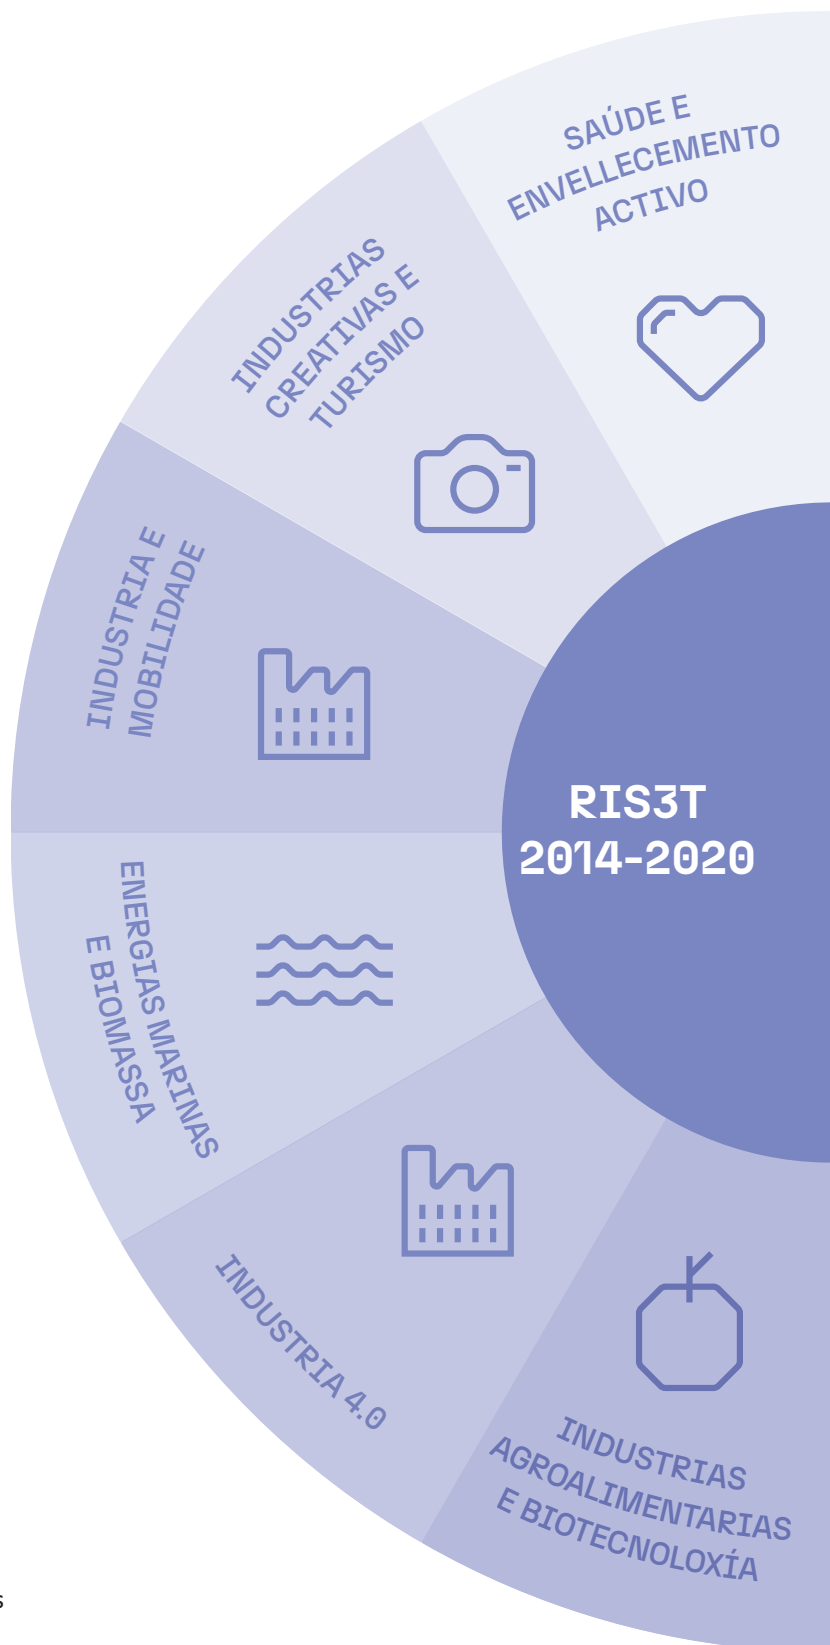 SAÚDE E
ENVELLECEMENTO
ACTIVO
INDUSTRIAS
CREATIVAS E
TURISMO
INDUSTRIA E
MOBILIDADE
RIS3T
2014-2020
ENERGIAS MARINAS
E BIOMASSA
INDUSTRIA 4.0
INDUSTRIAS
AGROALIMENTARIAS
E BIOTECNOLOXÍA
s